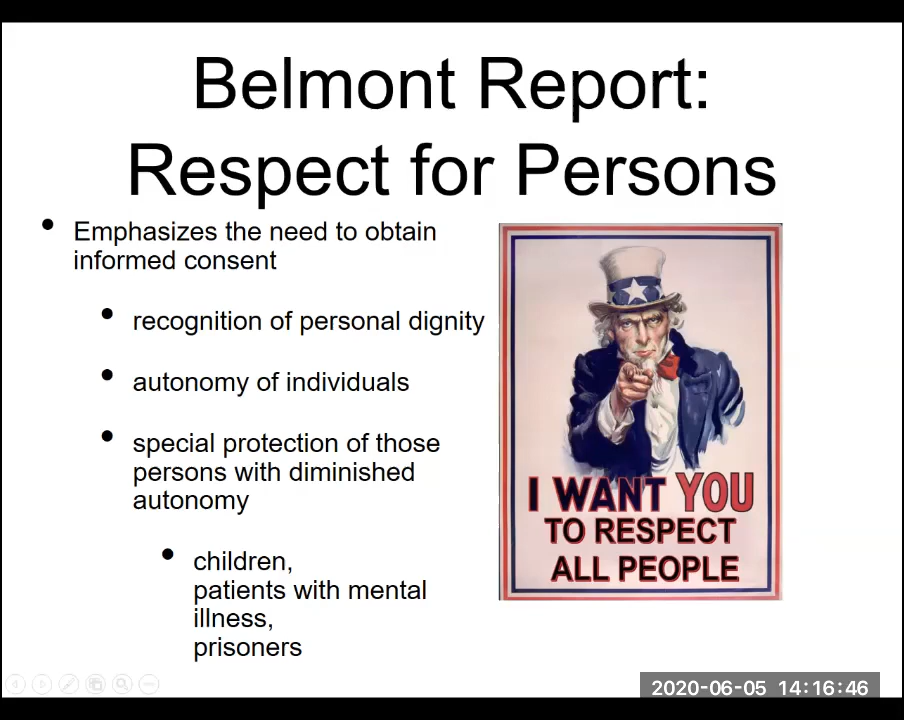 Belmont Report:
Respect for Persons
• Emphasizes the need to obtain
informed consent
• recognition of personal dignity
• autonomy of individuals
• special protection of those
persons with diminished
autonomy
• children,
patients with mental
illness,
prisoners
I WANT YOU
TO RESPECT
ALL PEOPLE
2020-06-05 14:16:46